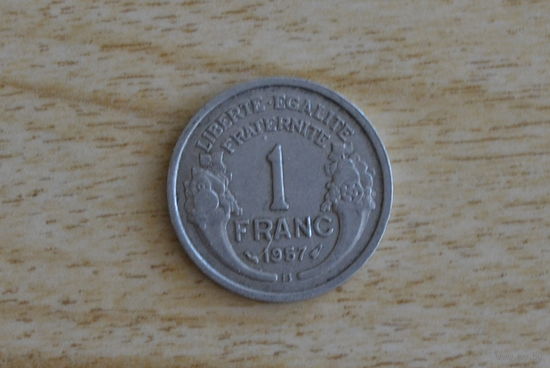 LIBERTE·EGALITE
FRATERNITE
1
FRANC
1957
B